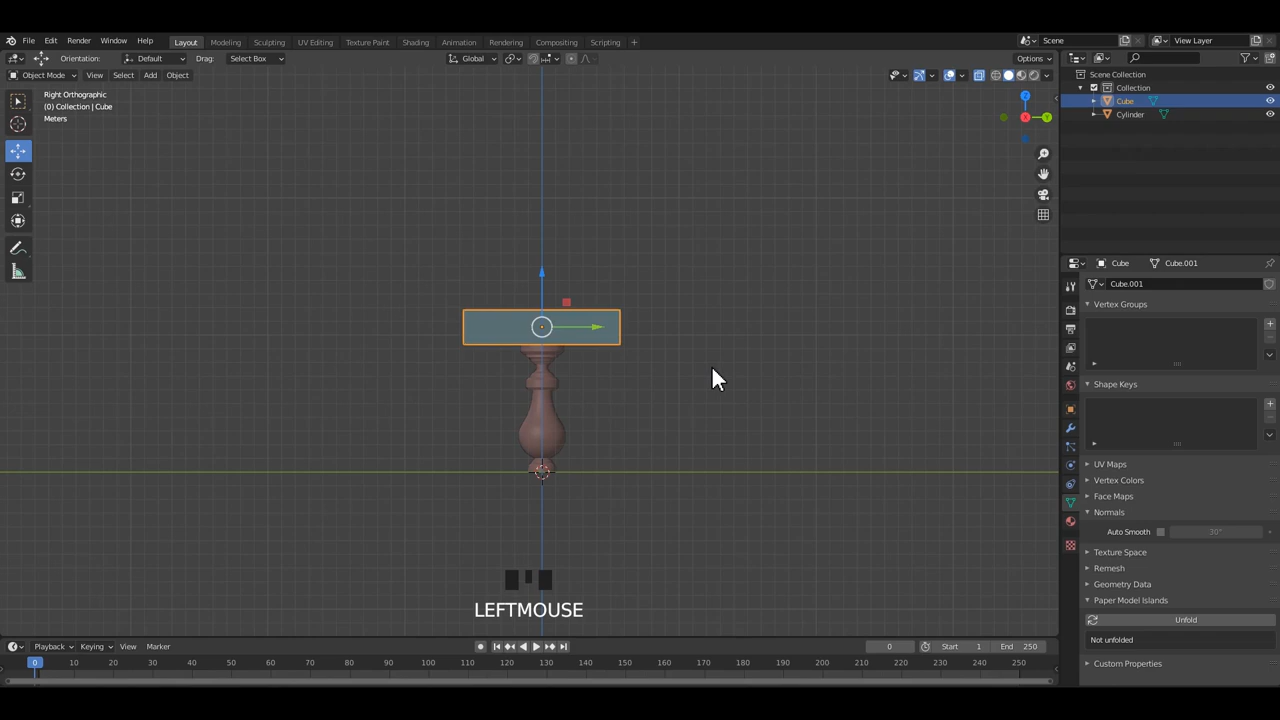 File Edit Render Window Help Layout Modeling Sculpting UV Editing Texture Paint Shading Animation Rendering Compositing Scripting + Scene View Layer
Orientation: Default Drag: Select Box Global Options
Object Mode View Select Add Object
Right Orthographic
(0) Collection | Cube
Meters
Z
Y
X
Scene Collection
Collection
Cube
Cylinder
Cube Cube.001
Cube.001
Vertex Groups
Shape Keys
UV Maps
Vertex Colors
Face Maps
Normals
Auto Smooth 30°
Texture Space
Remesh
Geometry Data
Paper Model Islands
Unfold
Not unfolded
Custom Properties
LEFTMOUSE
Playback Keying View Marker 0 Start 1 End 250
0 10 20 30 40 50 60 70 80 90 100 110 120 130 140 150 160 170 180 190 200 210 220 230 240 250